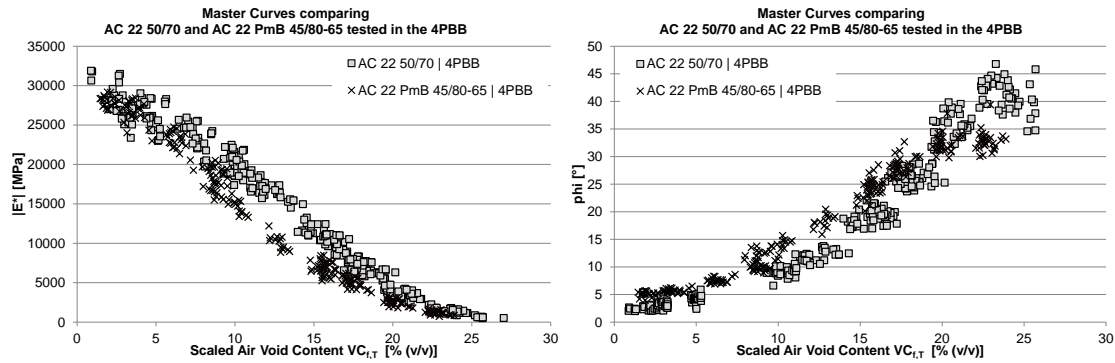 Master Curves comparing
AC 22 50/70 and AC 22 PmB 45/80-65 tested in the 4PBB
35000
30000
25000
20000
15000
10000
5000
0
|E*| [MPa]
AC 22 50/70 | 4PBB
AC 22 PmB 45/80-65 | 4PBB
0 5 10 15 20 25 30
Scaled Air Void Content VCf,T [% (v/v)]
Master Curves comparing
AC 22 50/70 and AC 22 PmB 45/80-65 tested in the 4PBB
50
45
40
35
30
25
20
15
10
5
0
phi [°]
AC 22 50/70 | 4PBB
AC 22 PmB 45/80-65 | 4PBB
0 5 10 15 20 25 30
Scaled Air Void Content VCf,T [% (v/v)]